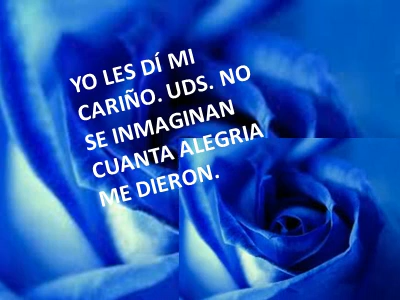 YO LES DÍ MI
CARIÑO. UDS. NO
SE INMAGINAN
CUANTA ALEGRIA
ME DIERON.